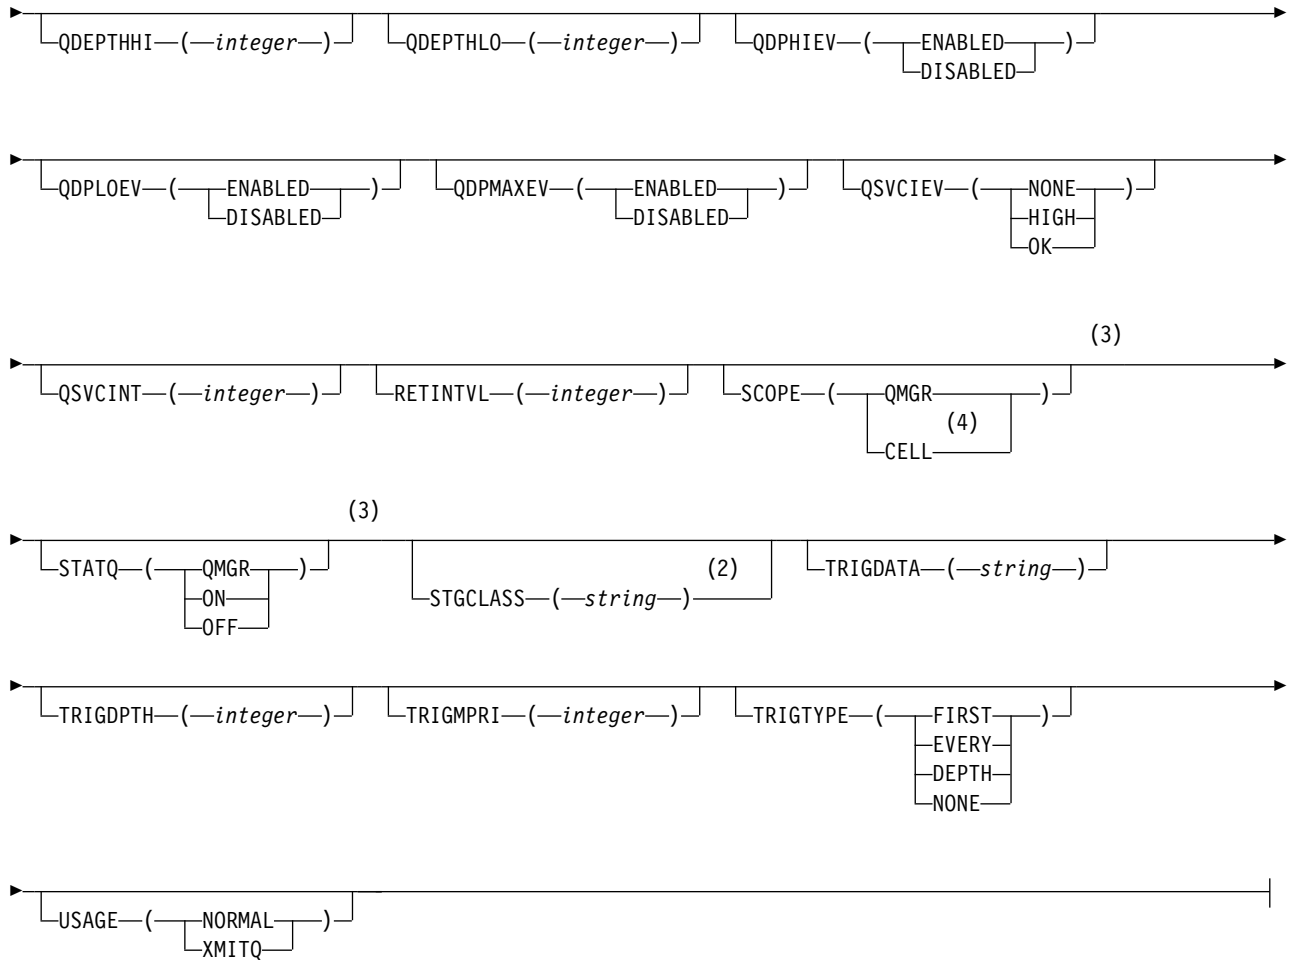 QDEPTHHI ( integer ) QDEPTHLO ( integer ) QDPHIEV ( ENABLED )
DISABLED
QDPLOEV ( ENABLED ) QDPMAXEV ( ENABLED ) QSVCIEV ( NONE )
DISABLED DISABLED HIGH
OK
(3)
QSVCINT ( integer ) RETINTVL ( integer ) SCOPE ( QMGR )
(4)
CELL
(3)
STATQ ( QMGR ) (2) TRIGDATA ( string )
ON STGCLASS ( string )
OFF
TRIGDPTH ( integer ) TRIGMPRI ( integer ) TRIGTYPE ( FIRST )
EVERY
DEPTH
NONE
USAGE ( NORMAL )
XMITQ